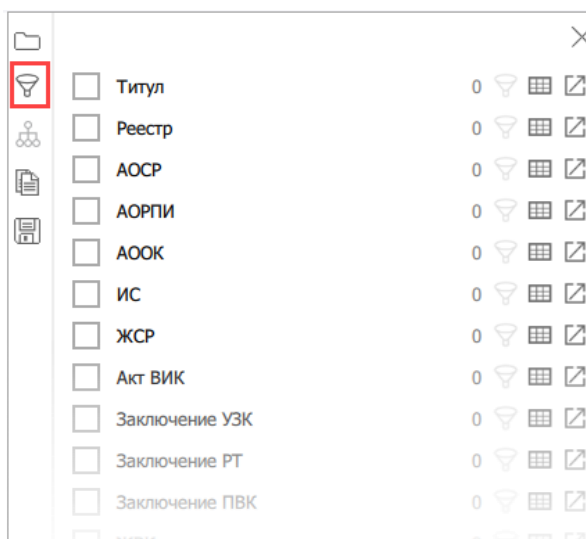 Титул 0
Реестр 0
АОСР 0
АОРПИ 0
АООК 0
ИС 0
ЖСР 0
Акт ВИК 0
Заключение УЗК 0
Заключение РТ 0
Заключение ПВК 0